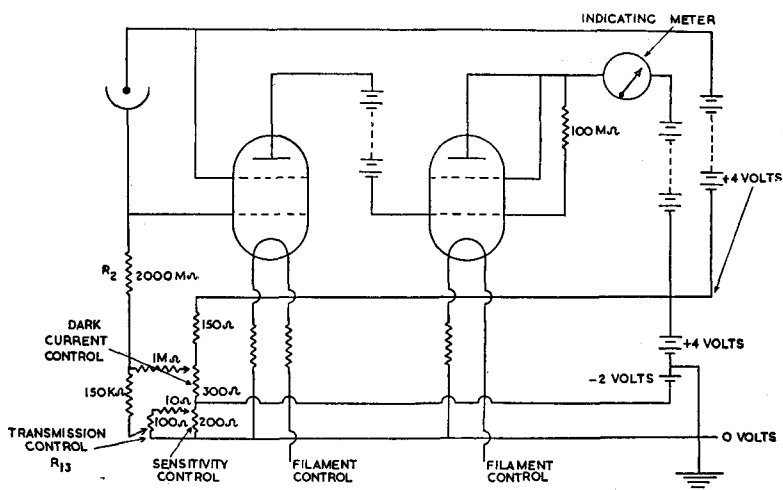 INDICATING METER
100 MΩ
+4 VOLTS
R2 2000 MΩ
150Ω
DARK
CURRENT
CONTROL
1MΩ
+4 VOLTS
-2 VOLTS
150KΩ
300Ω
10Ω
100Ω
200Ω
TRANSMISSION
CONTROL
R13
SENSITIVITY
CONTROL
FILAMENT
CONTROL
FILAMENT
CONTROL
0 VOLTS